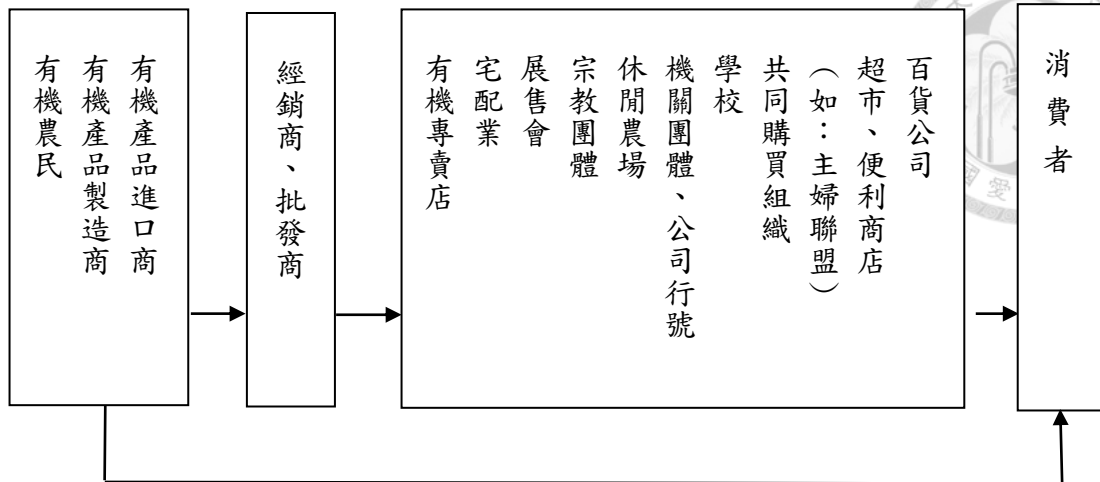 有機農民
有機產品製造商
有機產品進口商
經銷商、批發商
有機專賣店
宅配業
展售會
宗教團體
休閒農場
機關團體、公司行號
學校
共同購買組織
（如：主婦聯盟）
超市、便利商店
百貨公司
消費者